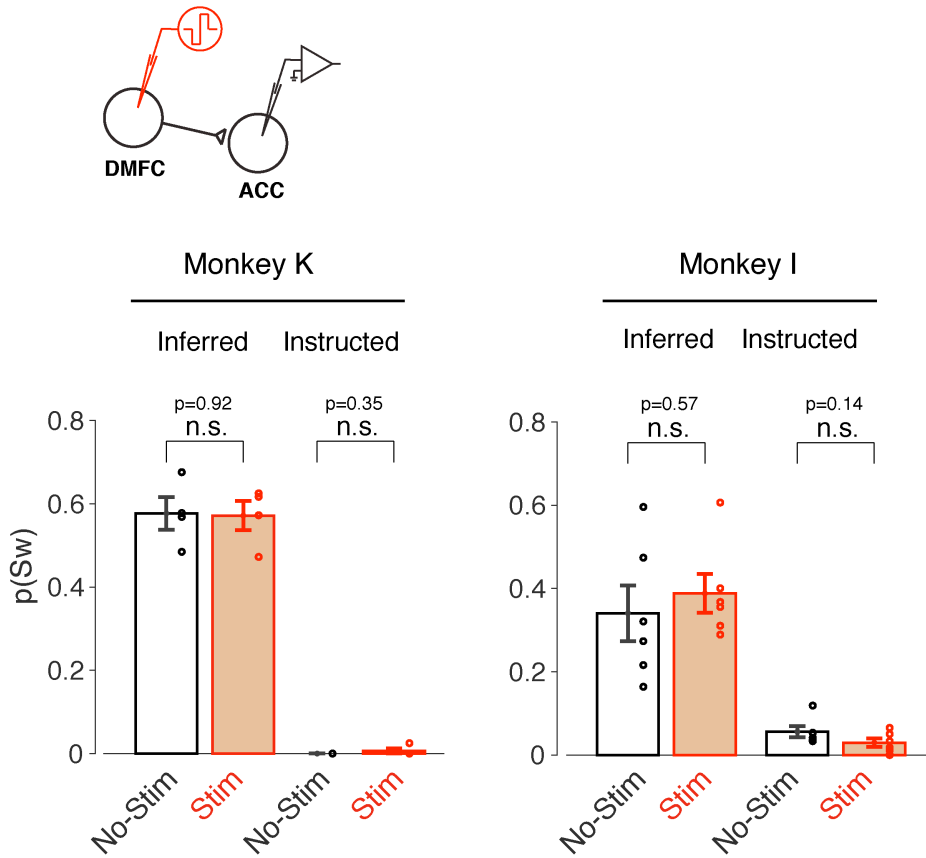 DMFC
ACC
Monkey K
Monkey I
Inferred Instructed
Inferred Instructed
p=0.92 p=0.35
n.s. n.s.
p=0.57 p=0.14
n.s. n.s.
p(Sw)
0.8
0.6
0.4
0.2
0
0.8
0.6
0.4
0.2
0
No-Stim Stim No-Stim Stim
No-Stim Stim No-Stim Stim